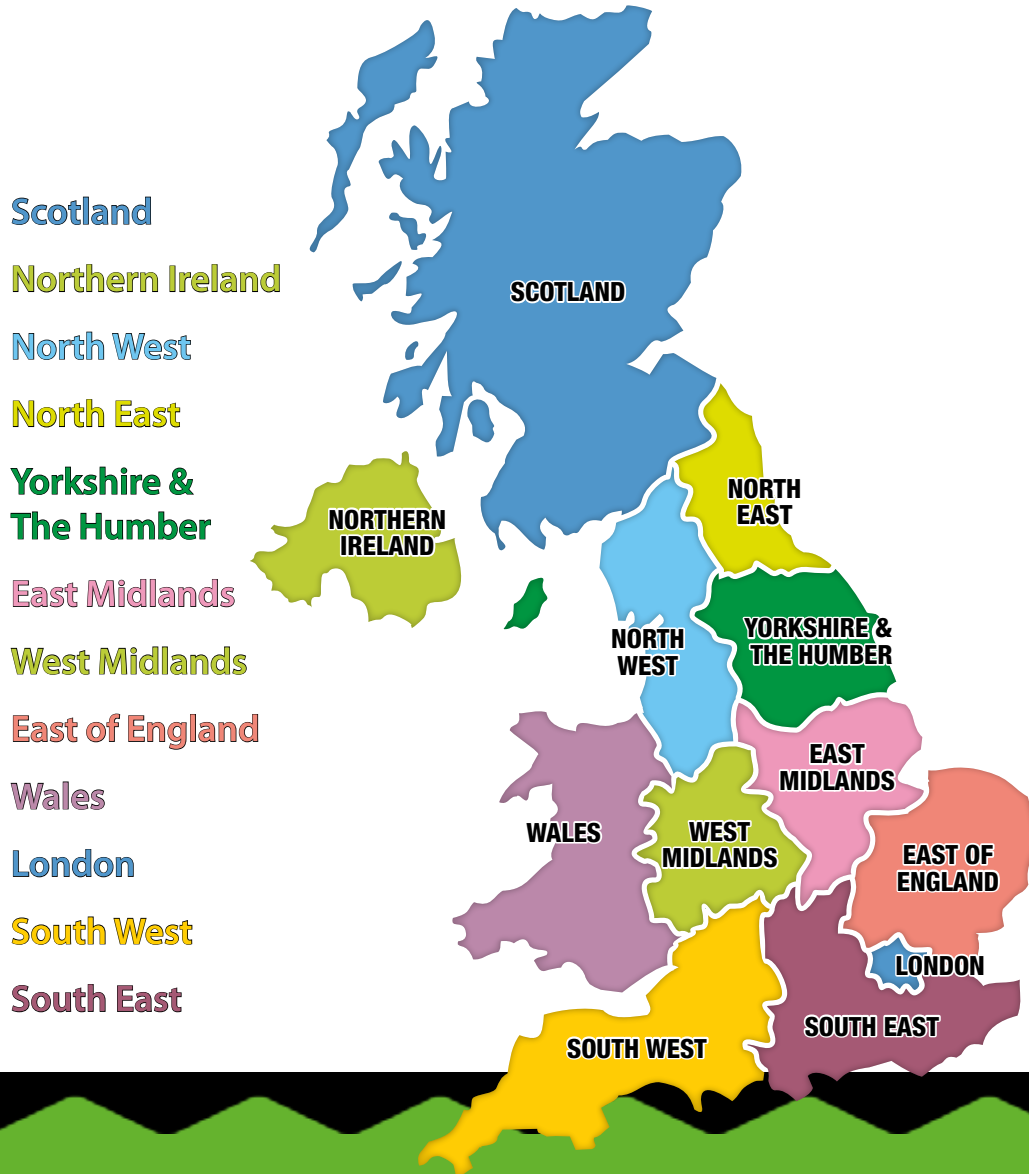 Scotland
Northern Ireland
North West
North East
Yorkshire &
The Humber
East Midlands
West Midlands
East of England
Wales
London
South West
South East
SCOTLAND
NORTH
EAST
NORTHERN
IRELAND
NORTH
WEST
YORKSHIRE &
THE HUMBER
EAST
MIDLANDS
WALES
WEST
MIDLANDS
EAST OF
ENGLAND
LONDON
SOUTH EAST
SOUTH WEST